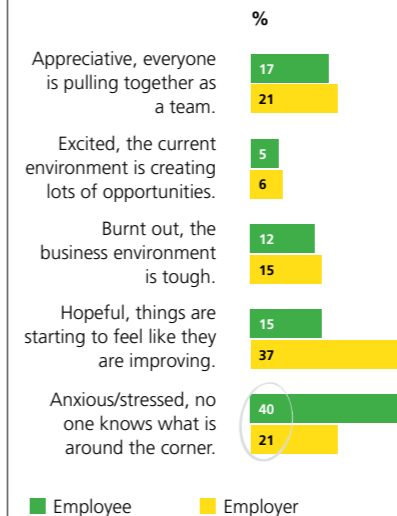 %
Appreciative, everyone
is pulling together as
a team.
17
21
Excited, the current
environment is creating
lots of opportunities.
5
6
Burnt out, the
business environment
is tough.
12
15
Hopeful, things are
starting to feel like they
are improving.
15
37
Anxious/stressed, no
one knows what is
around the corner.
40
21
Employee Employer